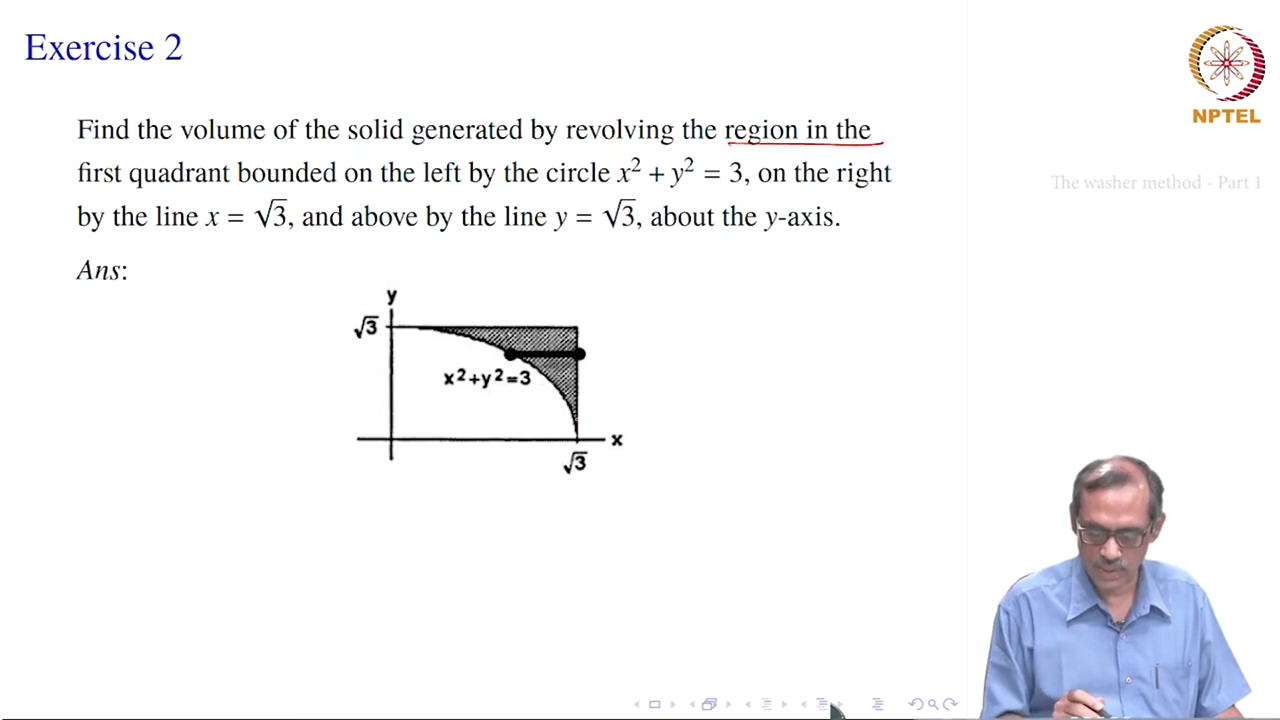 Exercise 2
NPTEL
Find the volume of the solid generated by revolving the region in the
first quadrant bounded on the left by the circle x² + y² = 3, on the right
by the line x = √3, and above by the line y = √3, about the y-axis.
The washer method - Part 1
Ans:
y
√3
x²+y²=3
x
√3